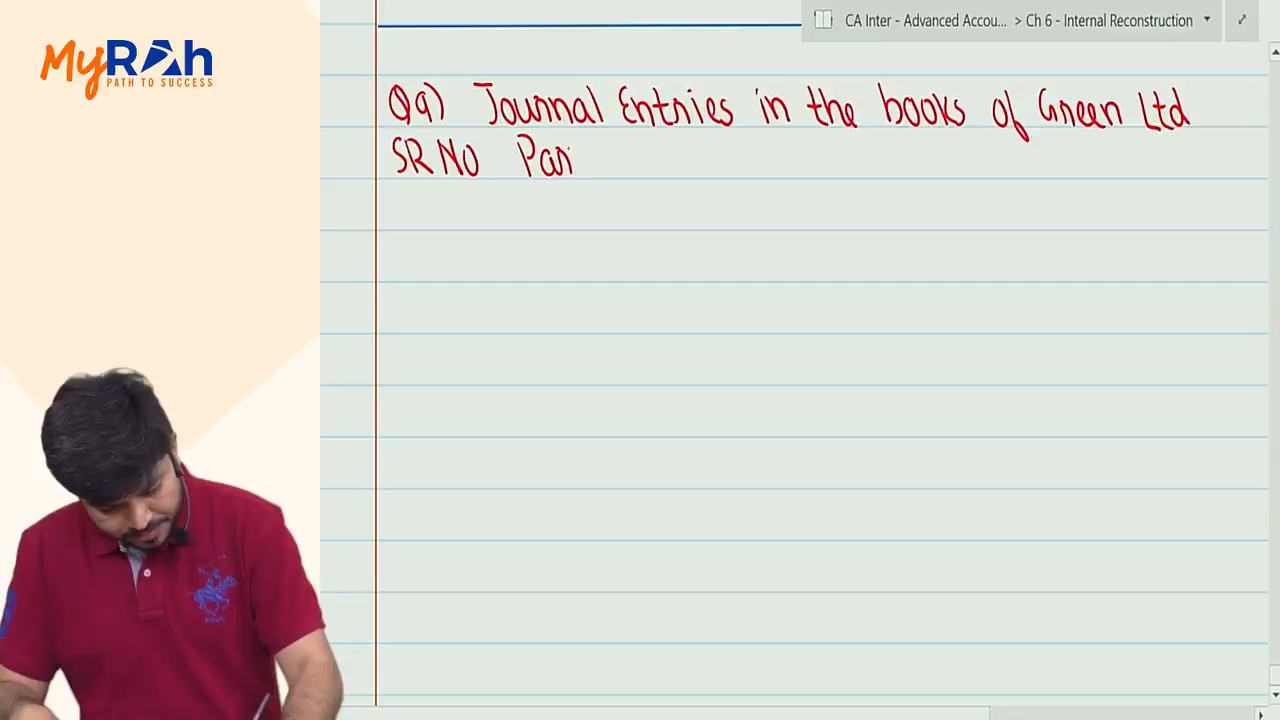 MyRAh
PATH TO SUCCESS
CA Inter - Advanced Accou... > Ch 6 - Internal Reconstruction
Q9) Journal Entries in the books of Green Ltd
SR NO Par